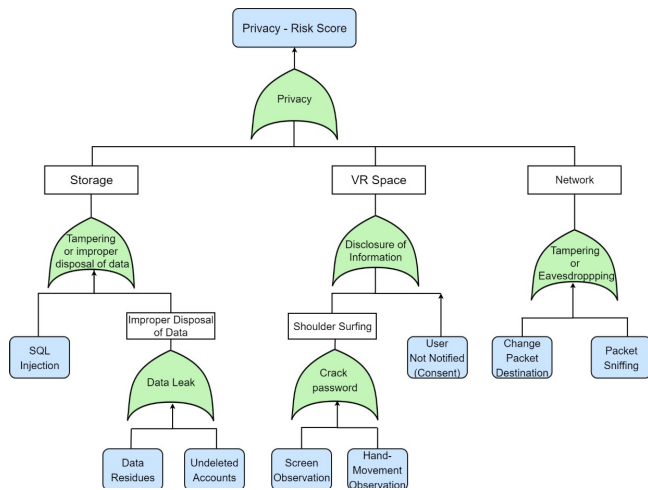 Privacy - Risk Score
Privacy
Storage
VR Space
Network
Tampering
or improper
disposal of data
Disclosure of
Information
Tampering
or
Eavesdroppping
SQL
Injection
Improper Disposal
of Data
Shoulder Surfing
User
Not Notified
(Consent)
Change
Packet
Destination
Packet
Sniffing
Data Leak
Crack
password
Data
Residues
Undeleted
Accounts
Screen
Observation
Hand-
Movement
Observation